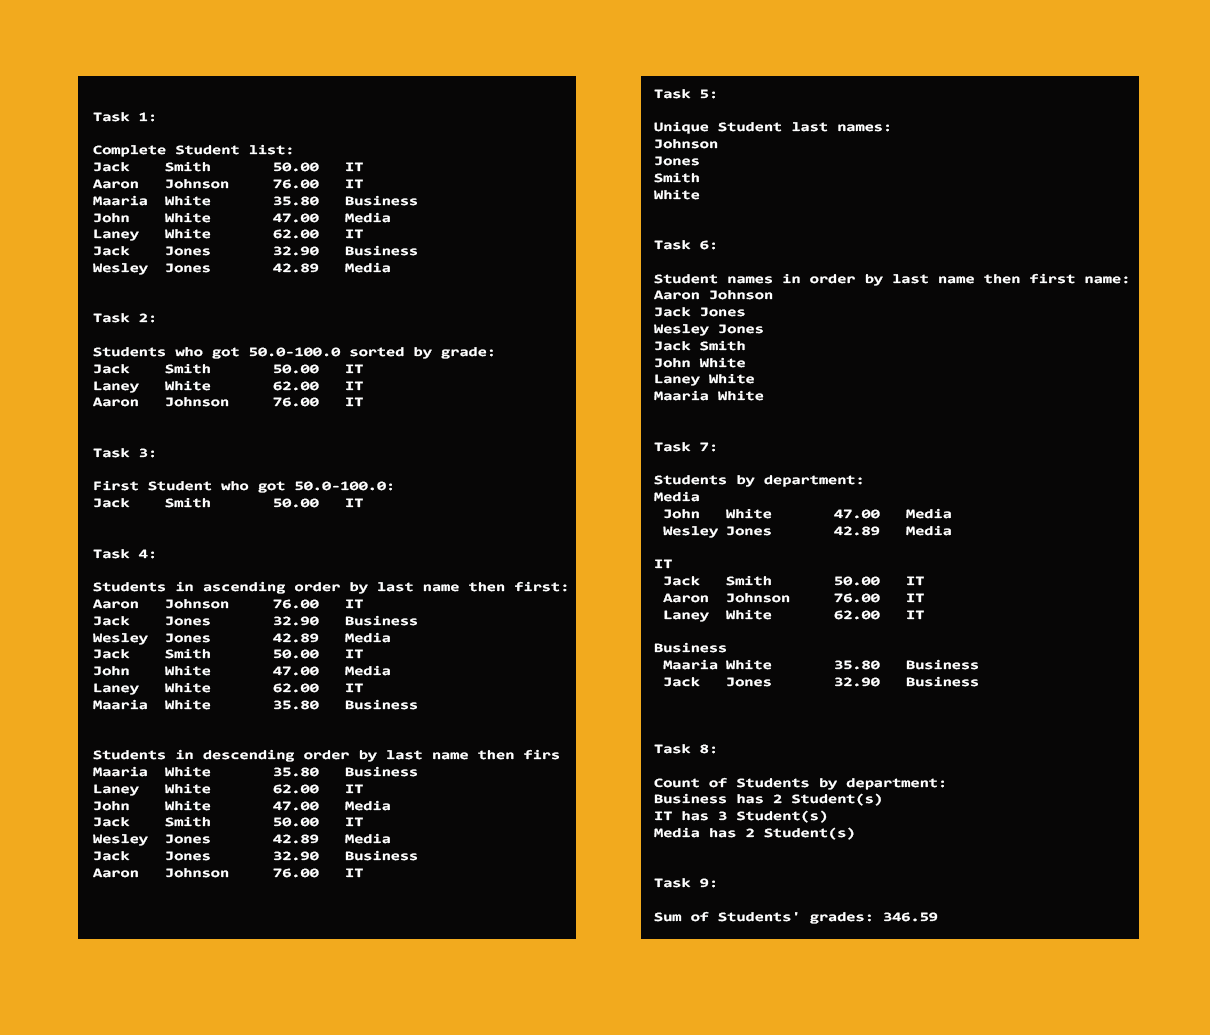 Task 1:
Complete Student list:
Jack Smith 50.00 IT
Aaron Johnson 76.00 IT
Maaria White 35.80 Business
John White 47.00 Media
Laney White 62.00 IT
Jack Jones 32.90 Business
Wesley Jones 42.89 Media
Task 2:
Students who got 50.0-100.0 sorted by grade:
Jack Smith 50.00 IT
Laney White 62.00 IT
Aaron Johnson 76.00 IT
Task 3:
First Student who got 50.0-100.0:
Jack Smith 50.00 IT
Task 4:
Students in ascending order by last name then first:
Aaron Johnson 76.00 IT
Jack Jones 32.90 Business
Wesley Jones 42.89 Media
Jack Smith 50.00 IT
John White 47.00 Media
Laney White 62.00 IT
Maaria White 35.80 Business
Students in descending order by last name then firs
Maaria White 35.80 Business
Laney White 62.00 IT
John White 47.00 Media
Jack Smith 50.00 IT
Wesley Jones 42.89 Media
Jack Jones 32.90 Business
Aaron Johnson 76.00 IT
Task 5:
Unique Student last names:
Johnson
Jones
Smith
White
Task 6:
Student names in order by last name then first name:
Aaron Johnson
Jack Jones
Wesley Jones
Jack Smith
John White
Laney White
Maaria White
Task 7:
Students by department:
Media
John White 47.00 Media
Wesley Jones 42.89 Media
IT
Jack Smith 50.00 IT
Aaron Johnson 76.00 IT
Laney White 62.00 IT
Business
Maaria White 35.80 Business
Jack Jones 32.90 Business
Task 8:
Count of Students by department:
Business has 2 Student(s)
IT has 3 Student(s)
Media has 2 Student(s)
Task 9:
Sum of Students' grades: 346.59